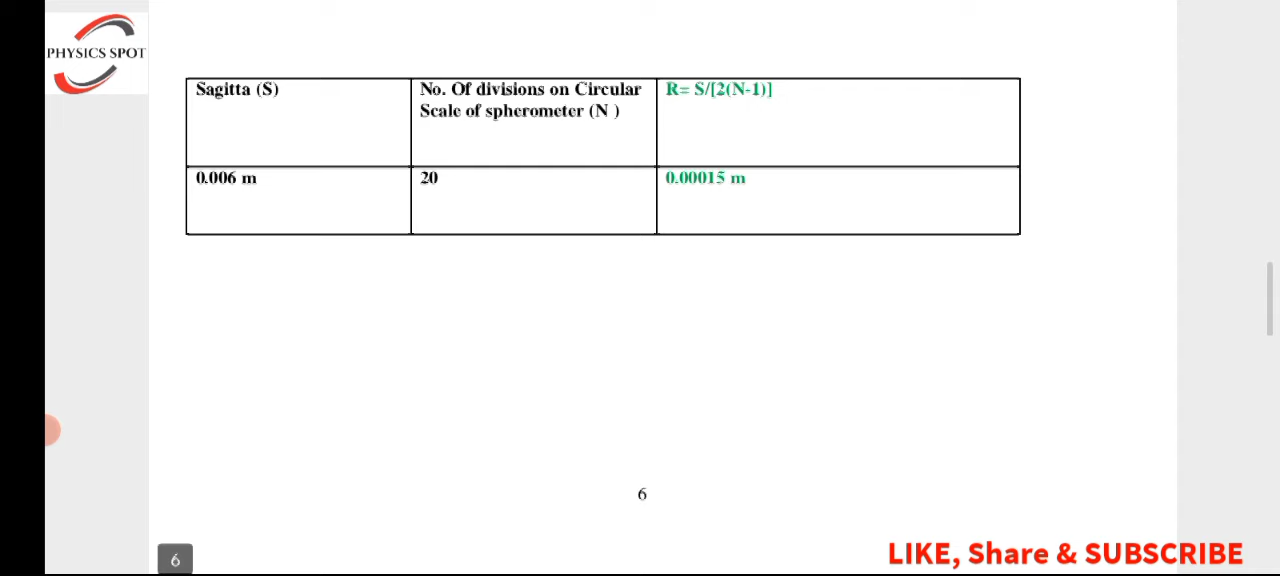 PHYSICS SPOT
Sagitta (S)
No. Of divisions on Circular
Scale of spherometer (N )
R= S/[2(N-1)]
0.006 m
20
0.00015 m
6
6
LIKE, Share & SUBSCRIBE